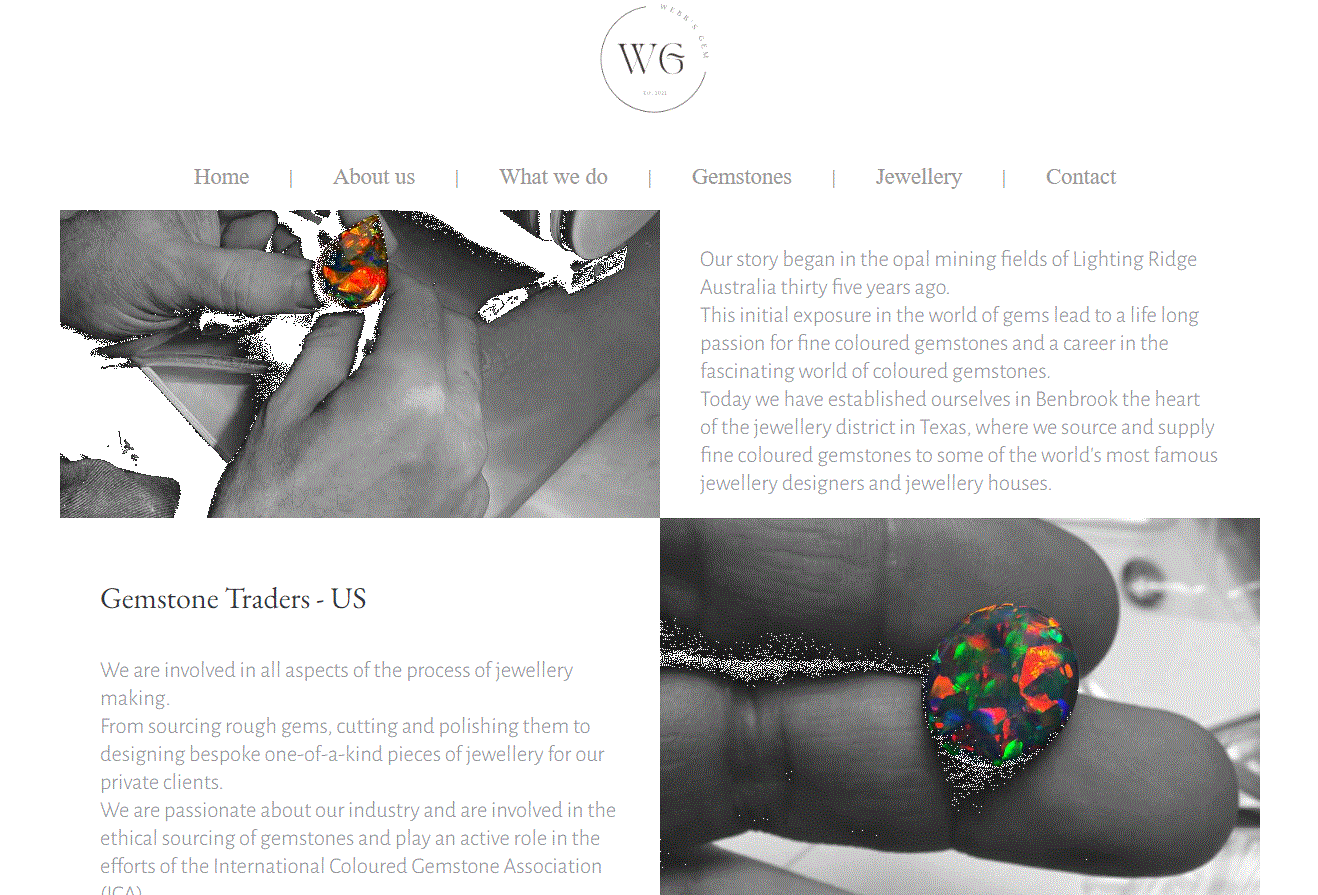 WEBB'S GEM
WG
Est. 2021
Home | About us | What we do | Gemstones | Jewellery | Contact
Our story began in the opal mining fields of Lighting Ridge
Australia thirty five years ago.
This initial exposure in the world of gems lead to a life long
passion for fine coloured gemstones and a career in the
fascinating world of coloured gemstones.
Today we have established ourselves in Benbrook the heart
of the jewellery district in Texas, where we source and supply
fine coloured gemstones to some of the world's most famous
jewellery designers and jewellery houses.
Gemstone Traders - US
We are involved in all aspects of the process of jewellery
making.
From sourcing rough gems, cutting and polishing them to
designing bespoke one-of-a-kind pieces of jewellery for our
private clients.
We are passionate about our industry and are involved in the
ethical sourcing of gemstones and play an active role in the
efforts of the International Coloured Gemstone Association
(ICA)